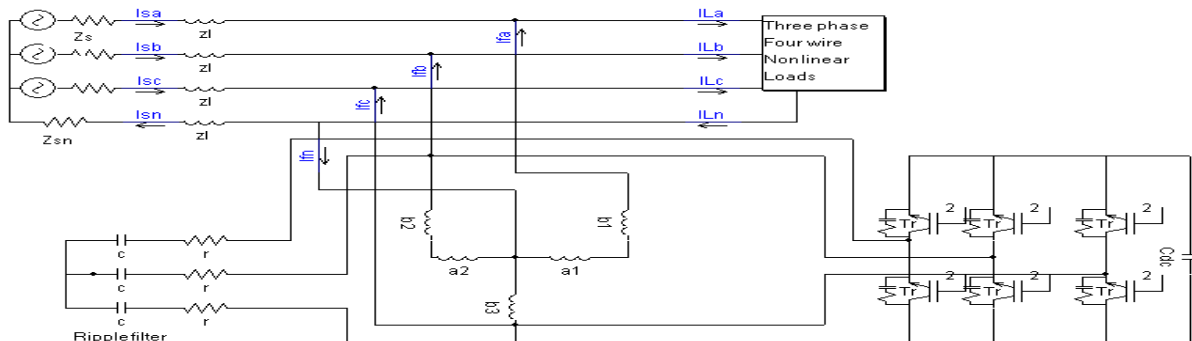 Isa
ILa
Zs
zl
Ifa
Three phase
Four wire
Nonlinear
Loads
Isb
ILb
zl
Ifb
Isc
ILc
zl
Ifc
Isn
ILn
zl
Zsn
Ifn
b2
b1
a2
a1
b3
2
2
2
Tr
Tr
Tr
Cdc
2
2
2
Tr
Tr
Tr
c
r
c
r
c
r
Ripple filter